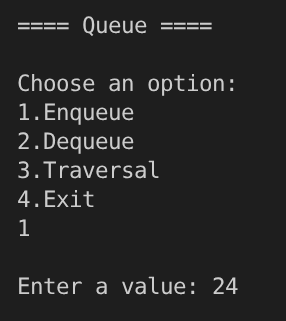 ==== Queue ====
Choose an option:
1.Enqueue
2.Dequeue
3.Traversal
4.Exit
1
Enter a value: 24